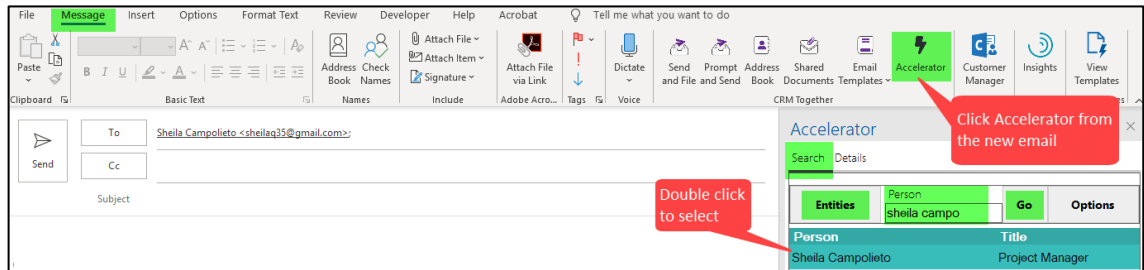 File Message Insert Options Format Text Review Developer Help Acrobat Tell me what you want to do
Paste
B I U A
Address Book
Check Names
Attach File
Attach Item
Signature
Attach File via Link
Dictate
Send and File
Prompt and Send
Address Book
Shared Documents
Email Templates
Accelerator
Customer Manager
Insights
View Templates
Clipboard Basic Text Names Include Adobe Acro... Tags Voice CRM Together
Click Accelerator from
the new email
Send
To Sheila Campolieto <sheilaq35@gmail.com>;
Cc
Subject
Accelerator
Search Details
Entities
Person
sheila campo
Go
Options
Double click
to select
Person Title
Sheila Campolieto Project Manager